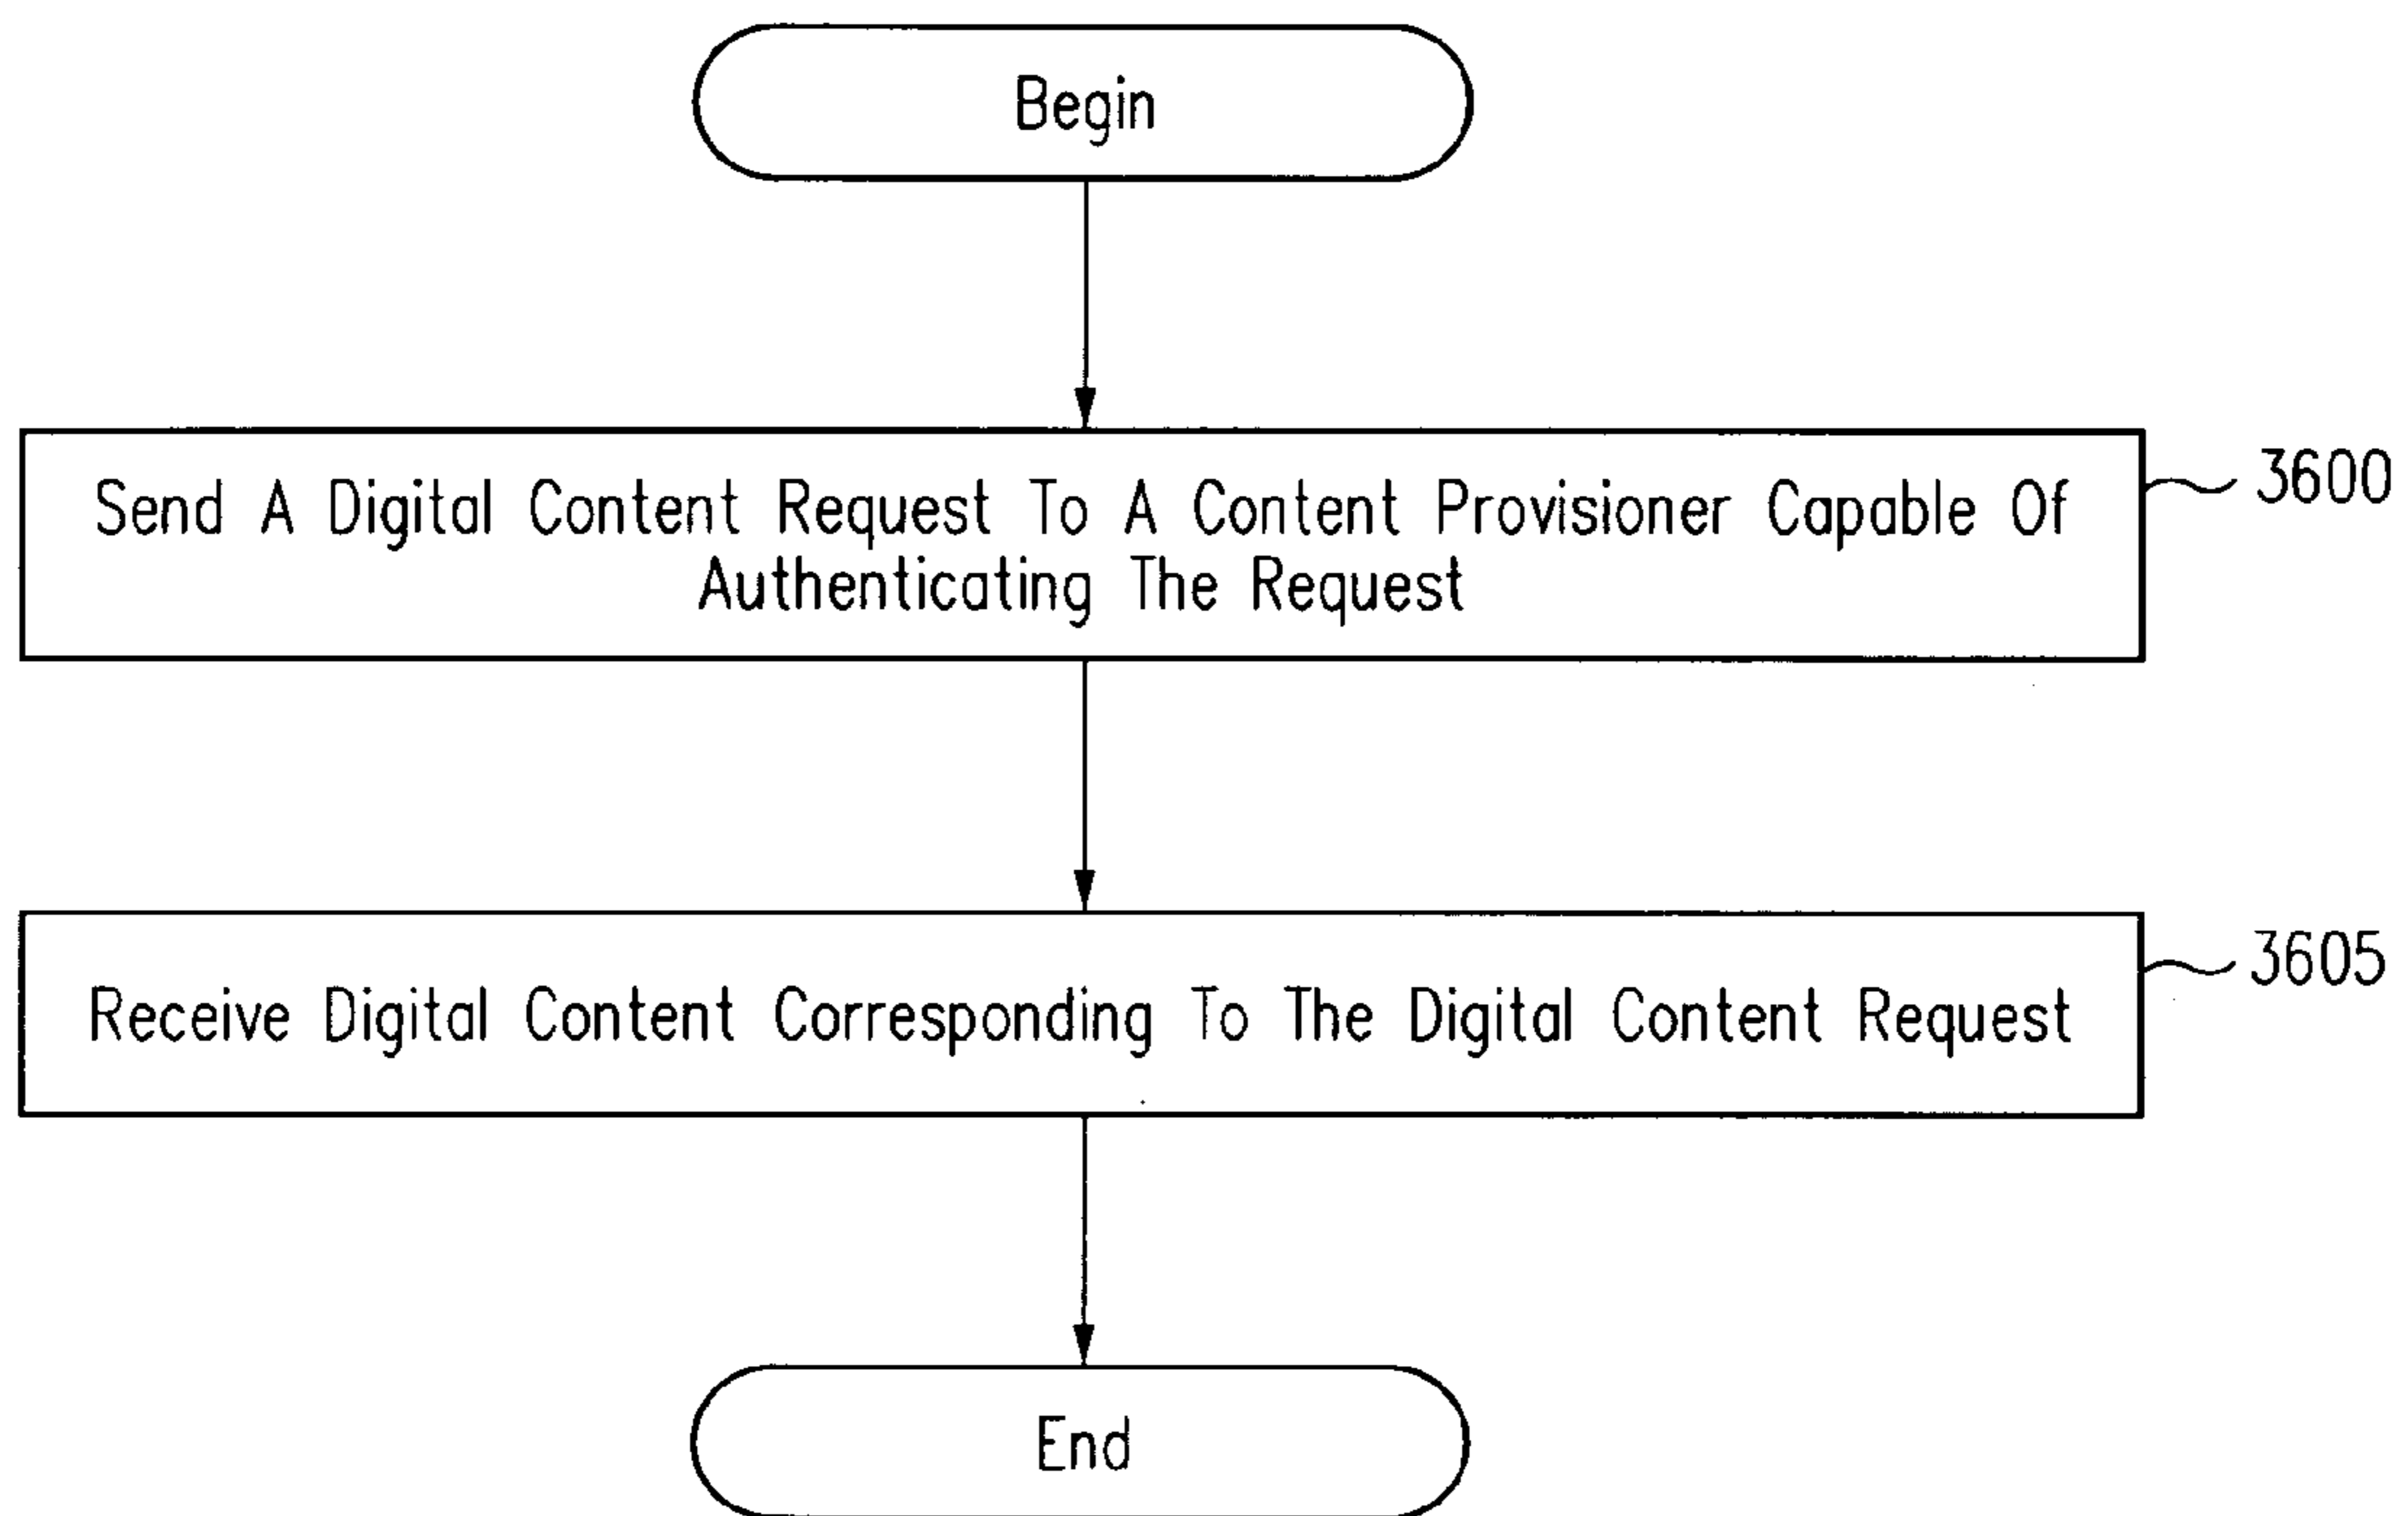 Begin
Send A Digital Content Request To A Content Provisioner Capable Of
Authenticating The Request
3600
Receive Digital Content Corresponding To The Digital Content Request
3605
End